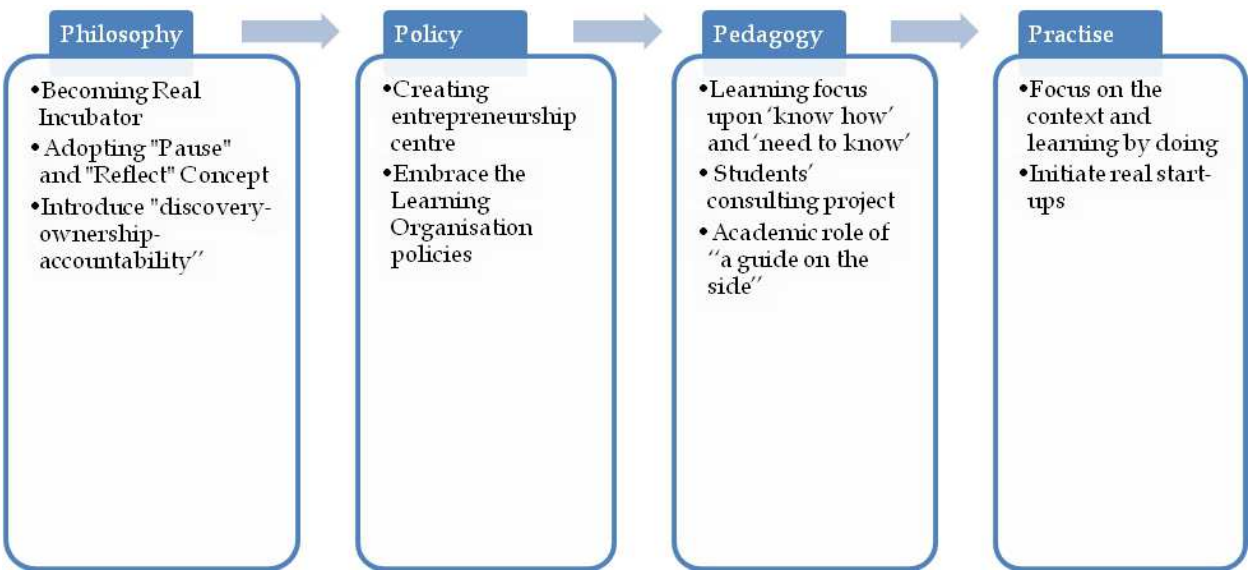 Philosophy
•Becoming Real
Incubator
• Adopting "Pause"
and "Reflect" Concept
•Introduce "discovery-
ownership-
accountability”
Policy
•Creating
entrepreneurship
centre
•Embrace the
Learning
Organisation
policies
Pedagogy
•Learning focus
upon ‘know how’
and ‘need to know’
• Students’
consulting project
•Academic role of
“a guide on the
side”
Practise
•Focus on the
context and
learning by doing
•Initiate real start-
ups